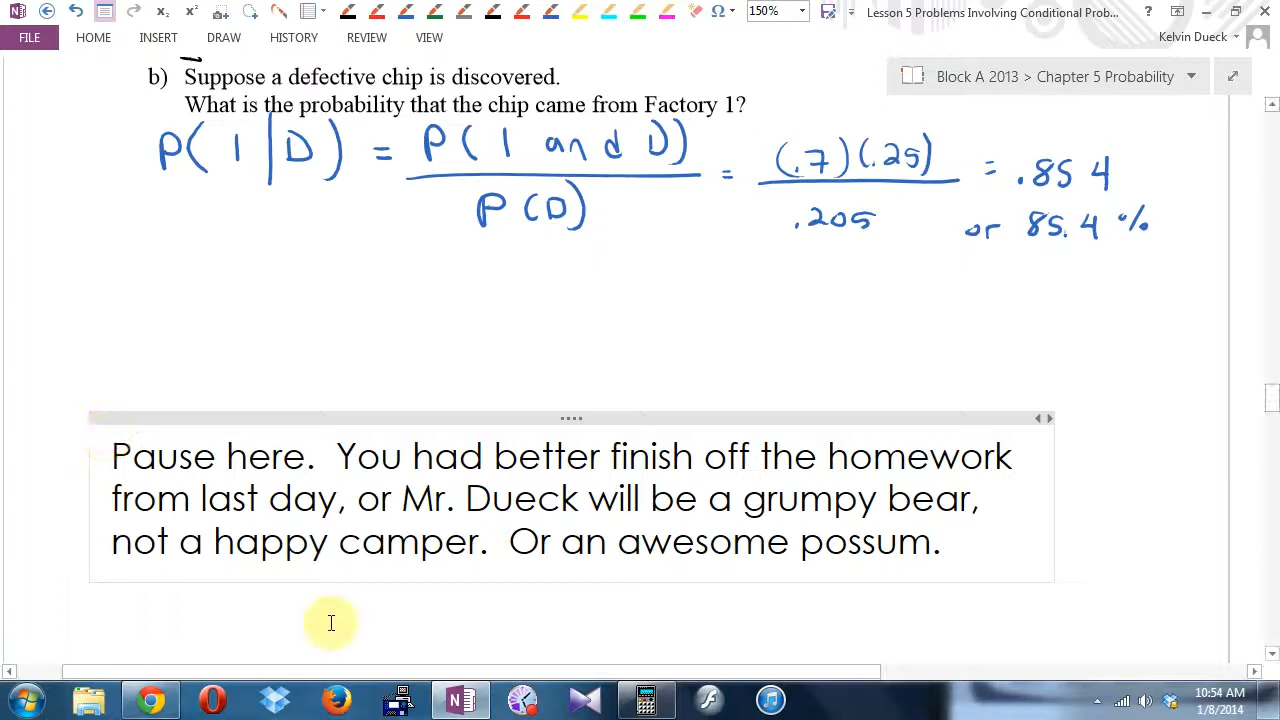 150%
Lesson 5 Problems Involving Conditional Prob...
FILE
HOME
INSERT
DRAW
HISTORY
REVIEW
VIEW
Kelvin Dueck
Block A 2013 > Chapter 5 Probability
b) Suppose a defective chip is discovered.
What is the probability that the chip came from Factory 1?
P( 1 | D ) = P( 1 and D) / P(D) = (.7)(.25) / .205 = .854
or 85.4 %
Pause here. You had better finish off the homework
from last day, or Mr. Dueck will be a grumpy bear,
not a happy camper. Or an awesome possum.
10:54 AM
1/8/2014